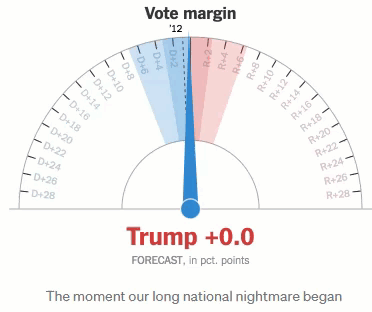 Vote margin
'12
D+28
D+26
D+24
D+22
D+20
D+18
D+16
D+14
D+12
D+10
D+8
D+6
D+4
D+2
R+2
R+4
R+6
R+8
R+10
R+12
R+14
R+16
R+18
R+20
R+22
R+24
R+26
R+28
Trump +0.0
FORECAST, in pct. points
The moment our long national nightmare began